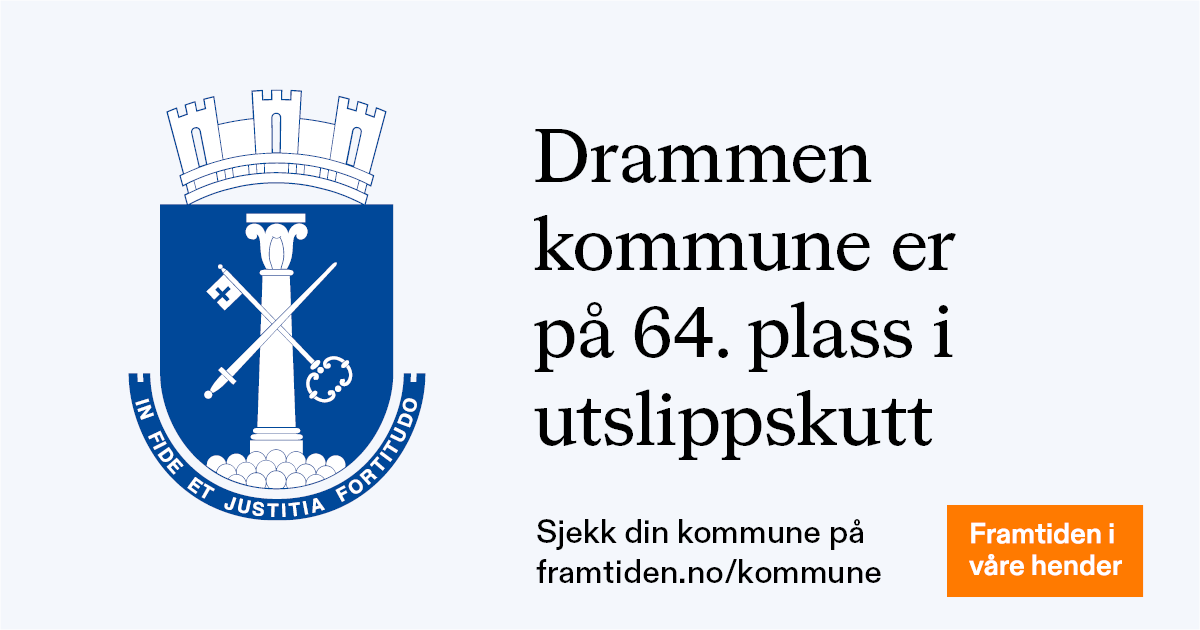 IN FIDE ET JUSTITIA FORTITUDO
Drammen
kommune er
på 64. plass i
utslippskutt
Sjekk din kommune på
framtiden.no/kommune
Framtiden i
våre hender